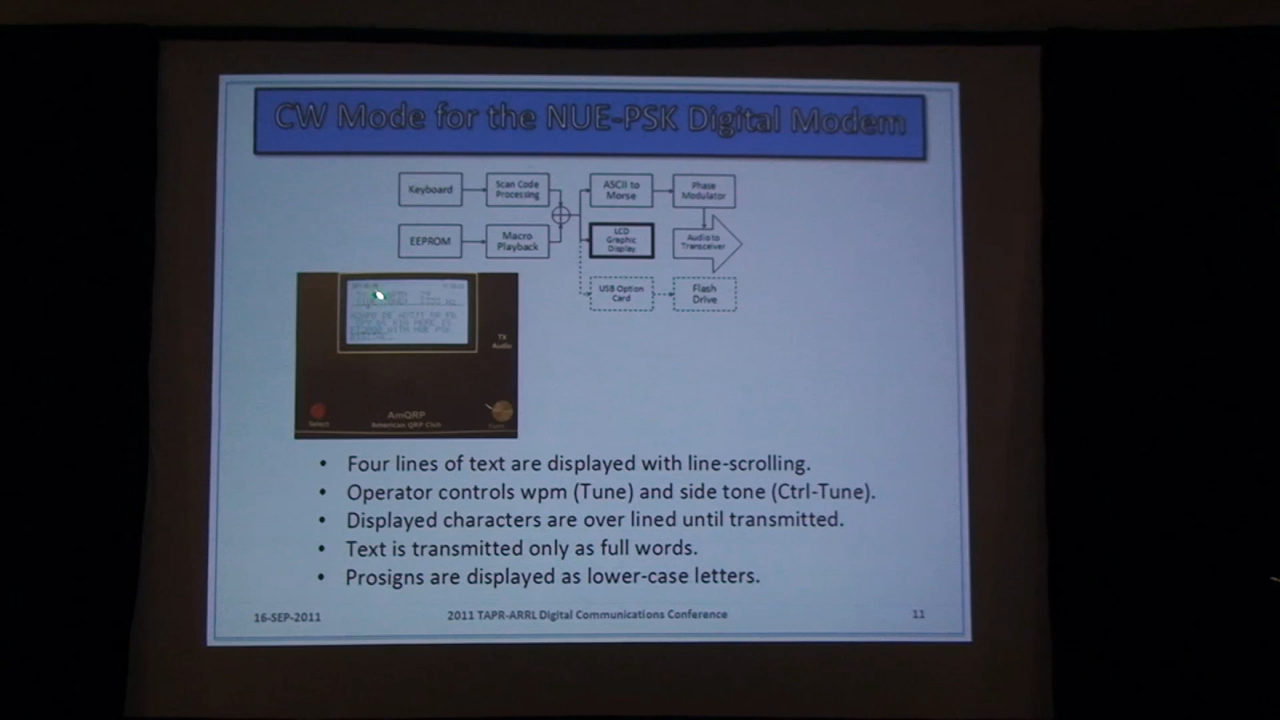 CW Mode for the NUE-PSK Digital Modem
Keyboard
Scan Code
Processing
ASCII to
Morse
Phase
Modulator
EEPROM
Macro
Playback
LCD
Graphic
Display
Audio to
Transceiver
USB Option
Card
Flash
Drive
TX
Audio
Select
AmQRP
American QRP Club
Tune
• Four lines of text are displayed with line-scrolling.
• Operator controls wpm (Tune) and side tone (Ctrl-Tune).
• Displayed characters are over lined until transmitted.
• Text is transmitted only as full words.
• Prosigns are displayed as lower-case letters.
16-SEP-2011
2011 TAPR-ARRL Digital Communications Conference
11